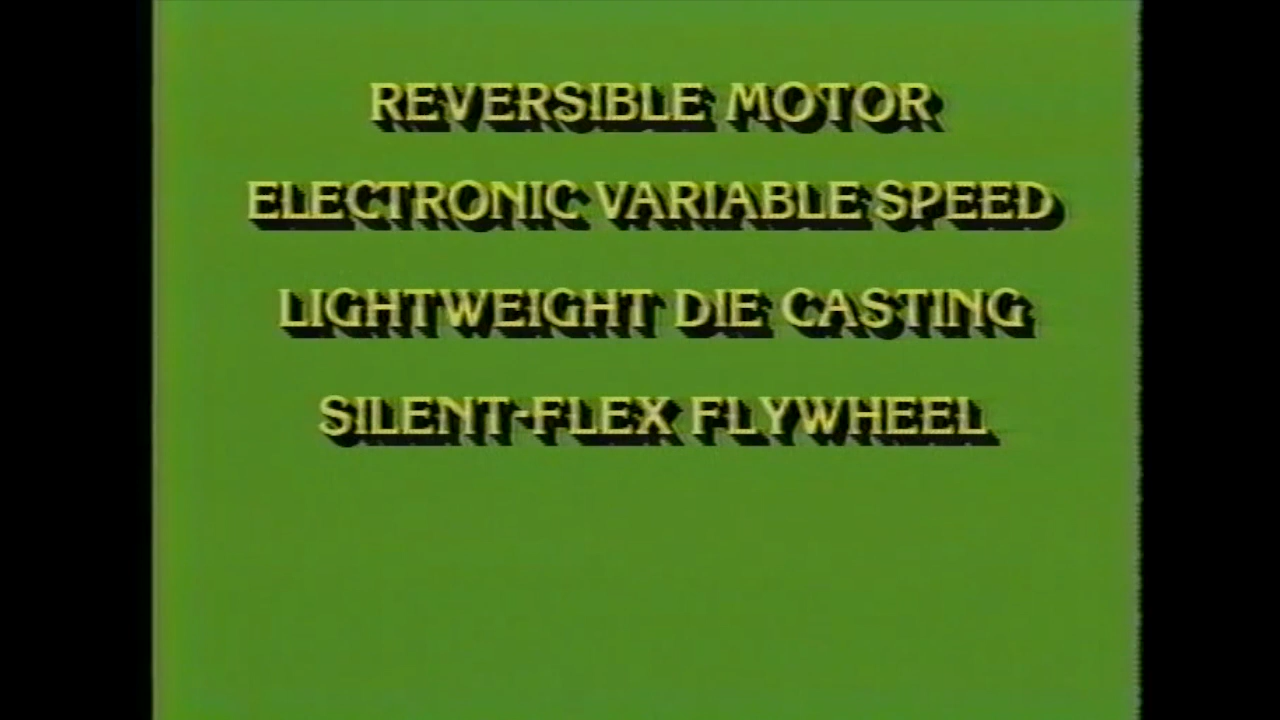 REVERSIBLE MOTOR
ELECTRONIC VARIABLE SPEED
LIGHTWEIGHT DIE CASTING
SILENT-FLEX FLYWHEEL